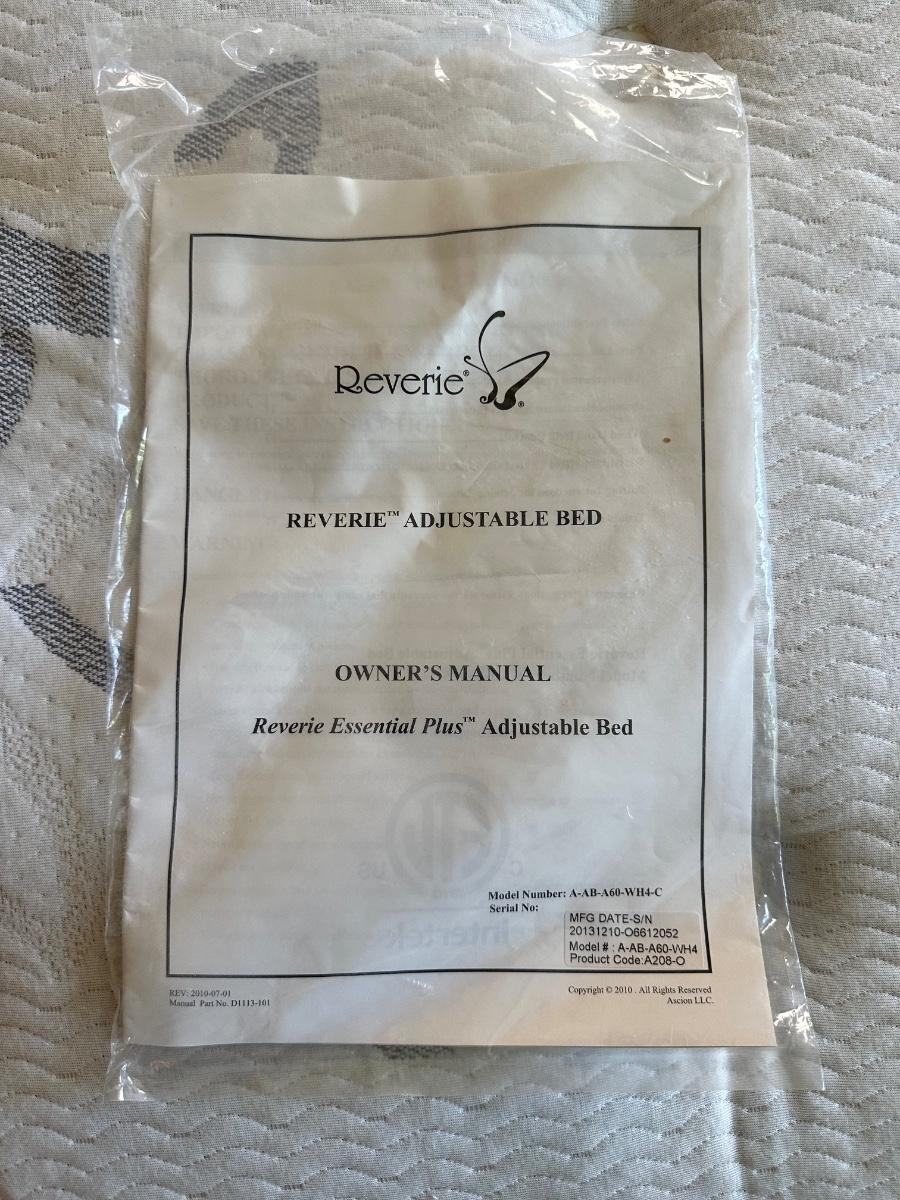 Reverie®
®
REVERIE™ ADJUSTABLE BED
OWNER'S MANUAL
Reverie Essential Plus™ Adjustable Bed
Model Number: A-AB-A60-WH4-C
Serial No:
MFG DATE-S/N
20131210-O6612052
Model # : A-AB-A60-WH4
Product Code:A208-O
REV: 2010-07-01
Manual Part No. D1113-101
Copyright © 2010 . All Rights Reserved
Ascion LLC.